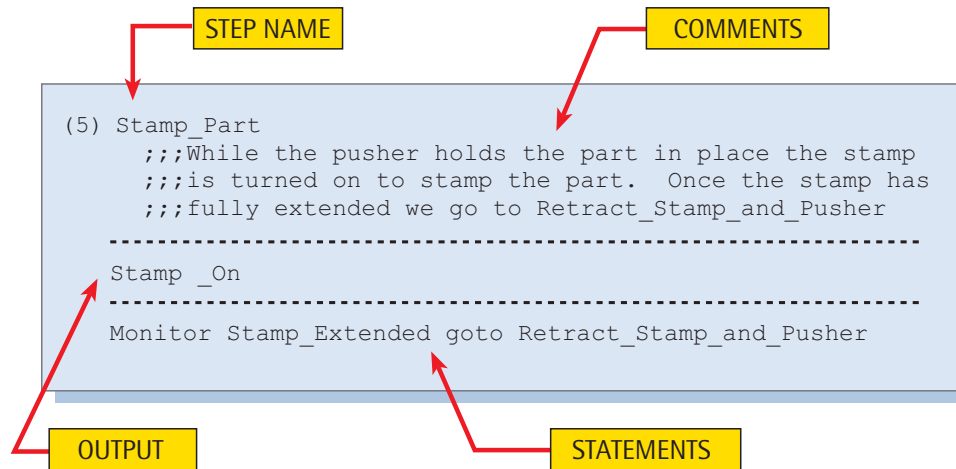 STEP NAME
COMMENTS
(5) Stamp_Part
;;;While the pusher holds the part in place the stamp
;;;is turned on to stamp the part. Once the stamp has
;;;fully extended we go to Retract_Stamp_and_Pusher
Stamp _On
Monitor Stamp_Extended goto Retract_Stamp_and_Pusher
OUTPUT
STATEMENTS